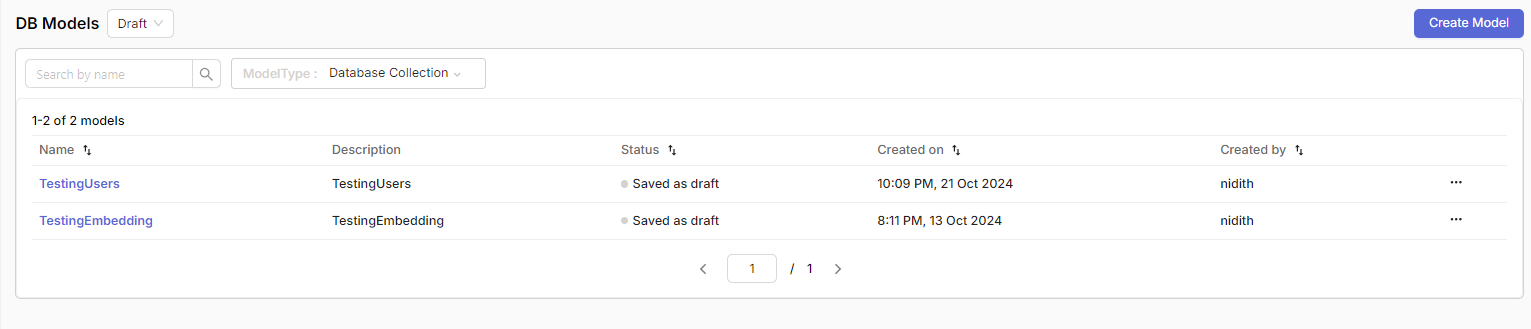 DB Models Draft Create Model
Search by name ModelType : Database Collection
1-2 of 2 models
Name Description Status Created on Created by
TestingUsers TestingUsers Saved as draft 10:09 PM, 21 Oct 2024 nidith ···
TestingEmbedding TestingEmbedding Saved as draft 8:11 PM, 13 Oct 2024 nidith ···
1 / 1